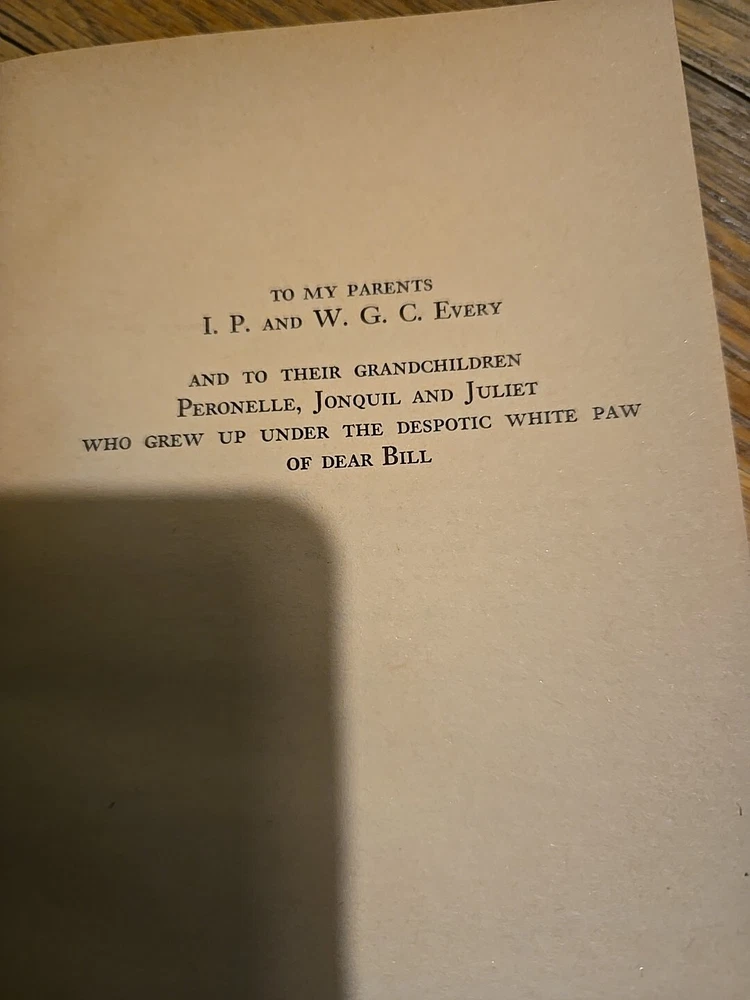 TO MY PARENTS
I. P. AND W. G. C. EVERY
AND TO THEIR GRANDCHILDREN
PERONELLE, JONQUIL AND JULIET
WHO GREW UP UNDER THE DESPOTIC WHITE PAW
OF DEAR BILL